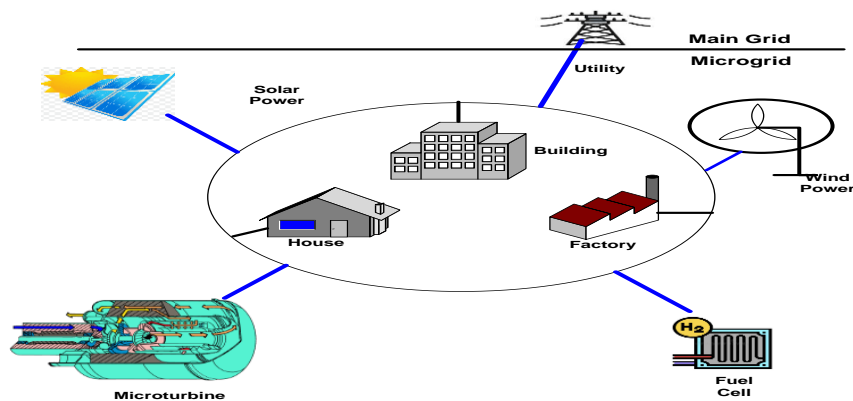 Main Grid
Microgrid
Utility
Solar
Power
Building
Wind
Power
House
Factory
H2
Microturbine
Fuel
Cell